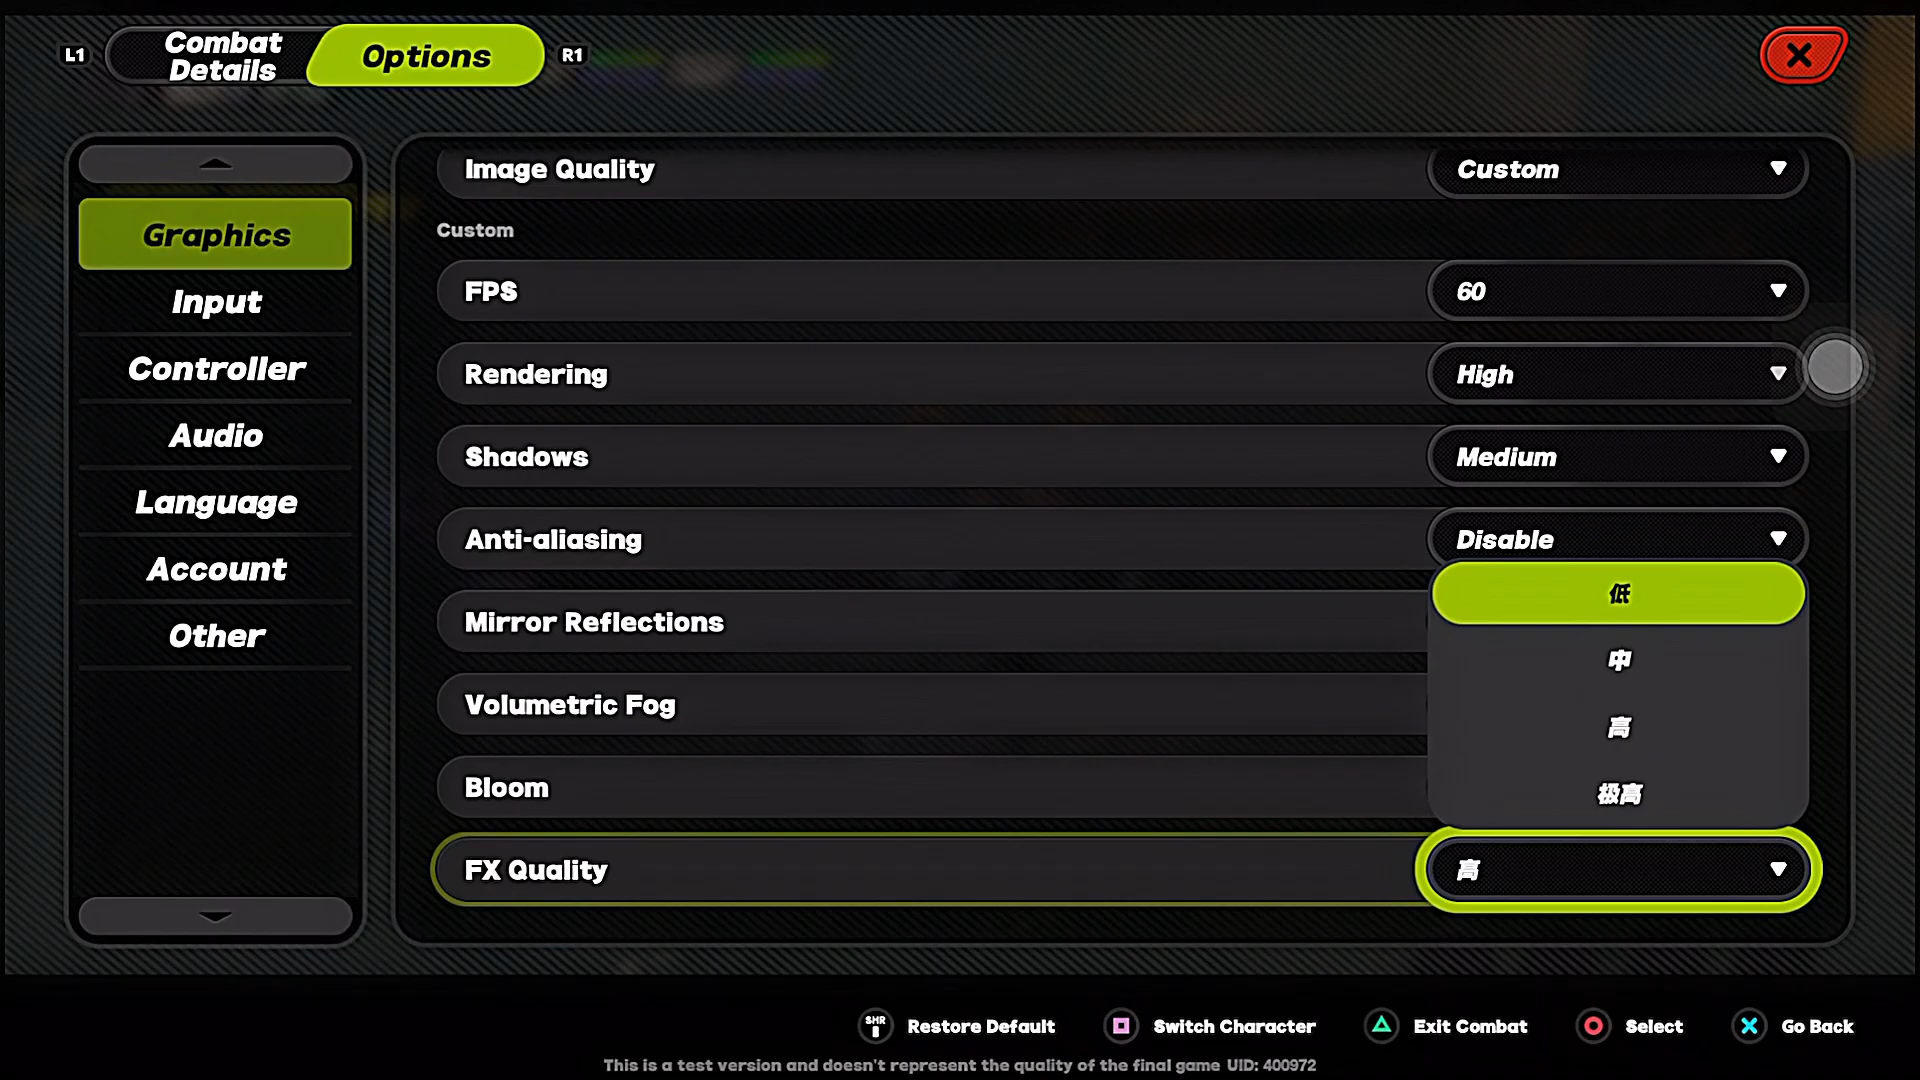 L1
Combat
Details
Options
R1
Graphics
Input
Controller
Audio
Language
Account
Other
Image Quality
Custom
Custom
FPS
60
Rendering
High
Shadows
Medium
Anti-aliasing
Disable
Mirror Reflections
Volumetric Fog
Bloom
低
中
高
极高
FX Quality
高
SHR
Restore Default
Switch Character
Exit Combat
Select
Go Back
This is a test version and doesn't represent the quality of the final game UID: 400972